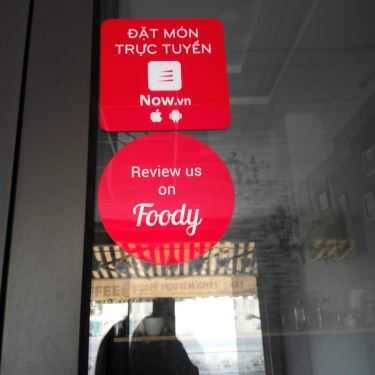 ĐẶT MÓN
TRỰC TUYẾN
Now.vn
Review us
on
Foody